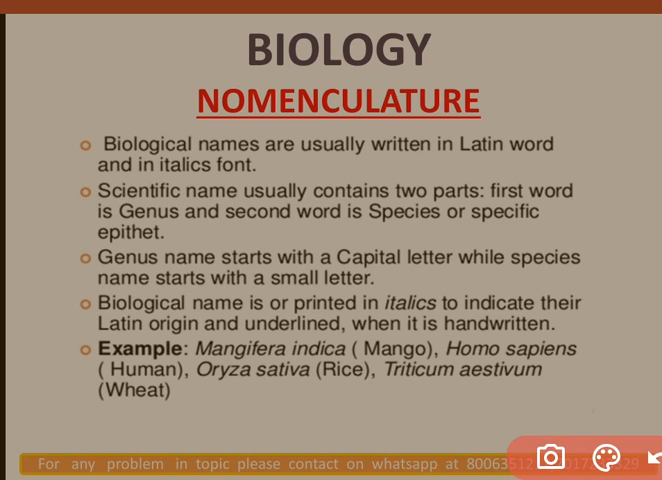 BIOLOGY
NOMENCULATURE
Biological names are usually written in Latin word
and in italics font.
Scientific name usually contains two parts: first word
is Genus and second word is Species or specific
epithet.
Genus name starts with a Capital letter while species
name starts with a small letter.
Biological name is or printed in italics to indicate their
Latin origin and underlined, when it is handwritten.
Example: Mangifera indica ( Mango), Homo sapiens
( Human), Oryza sativa (Rice), Triticum aestivum
(Wheat)
For any problem in topic please contact on whatsapp at